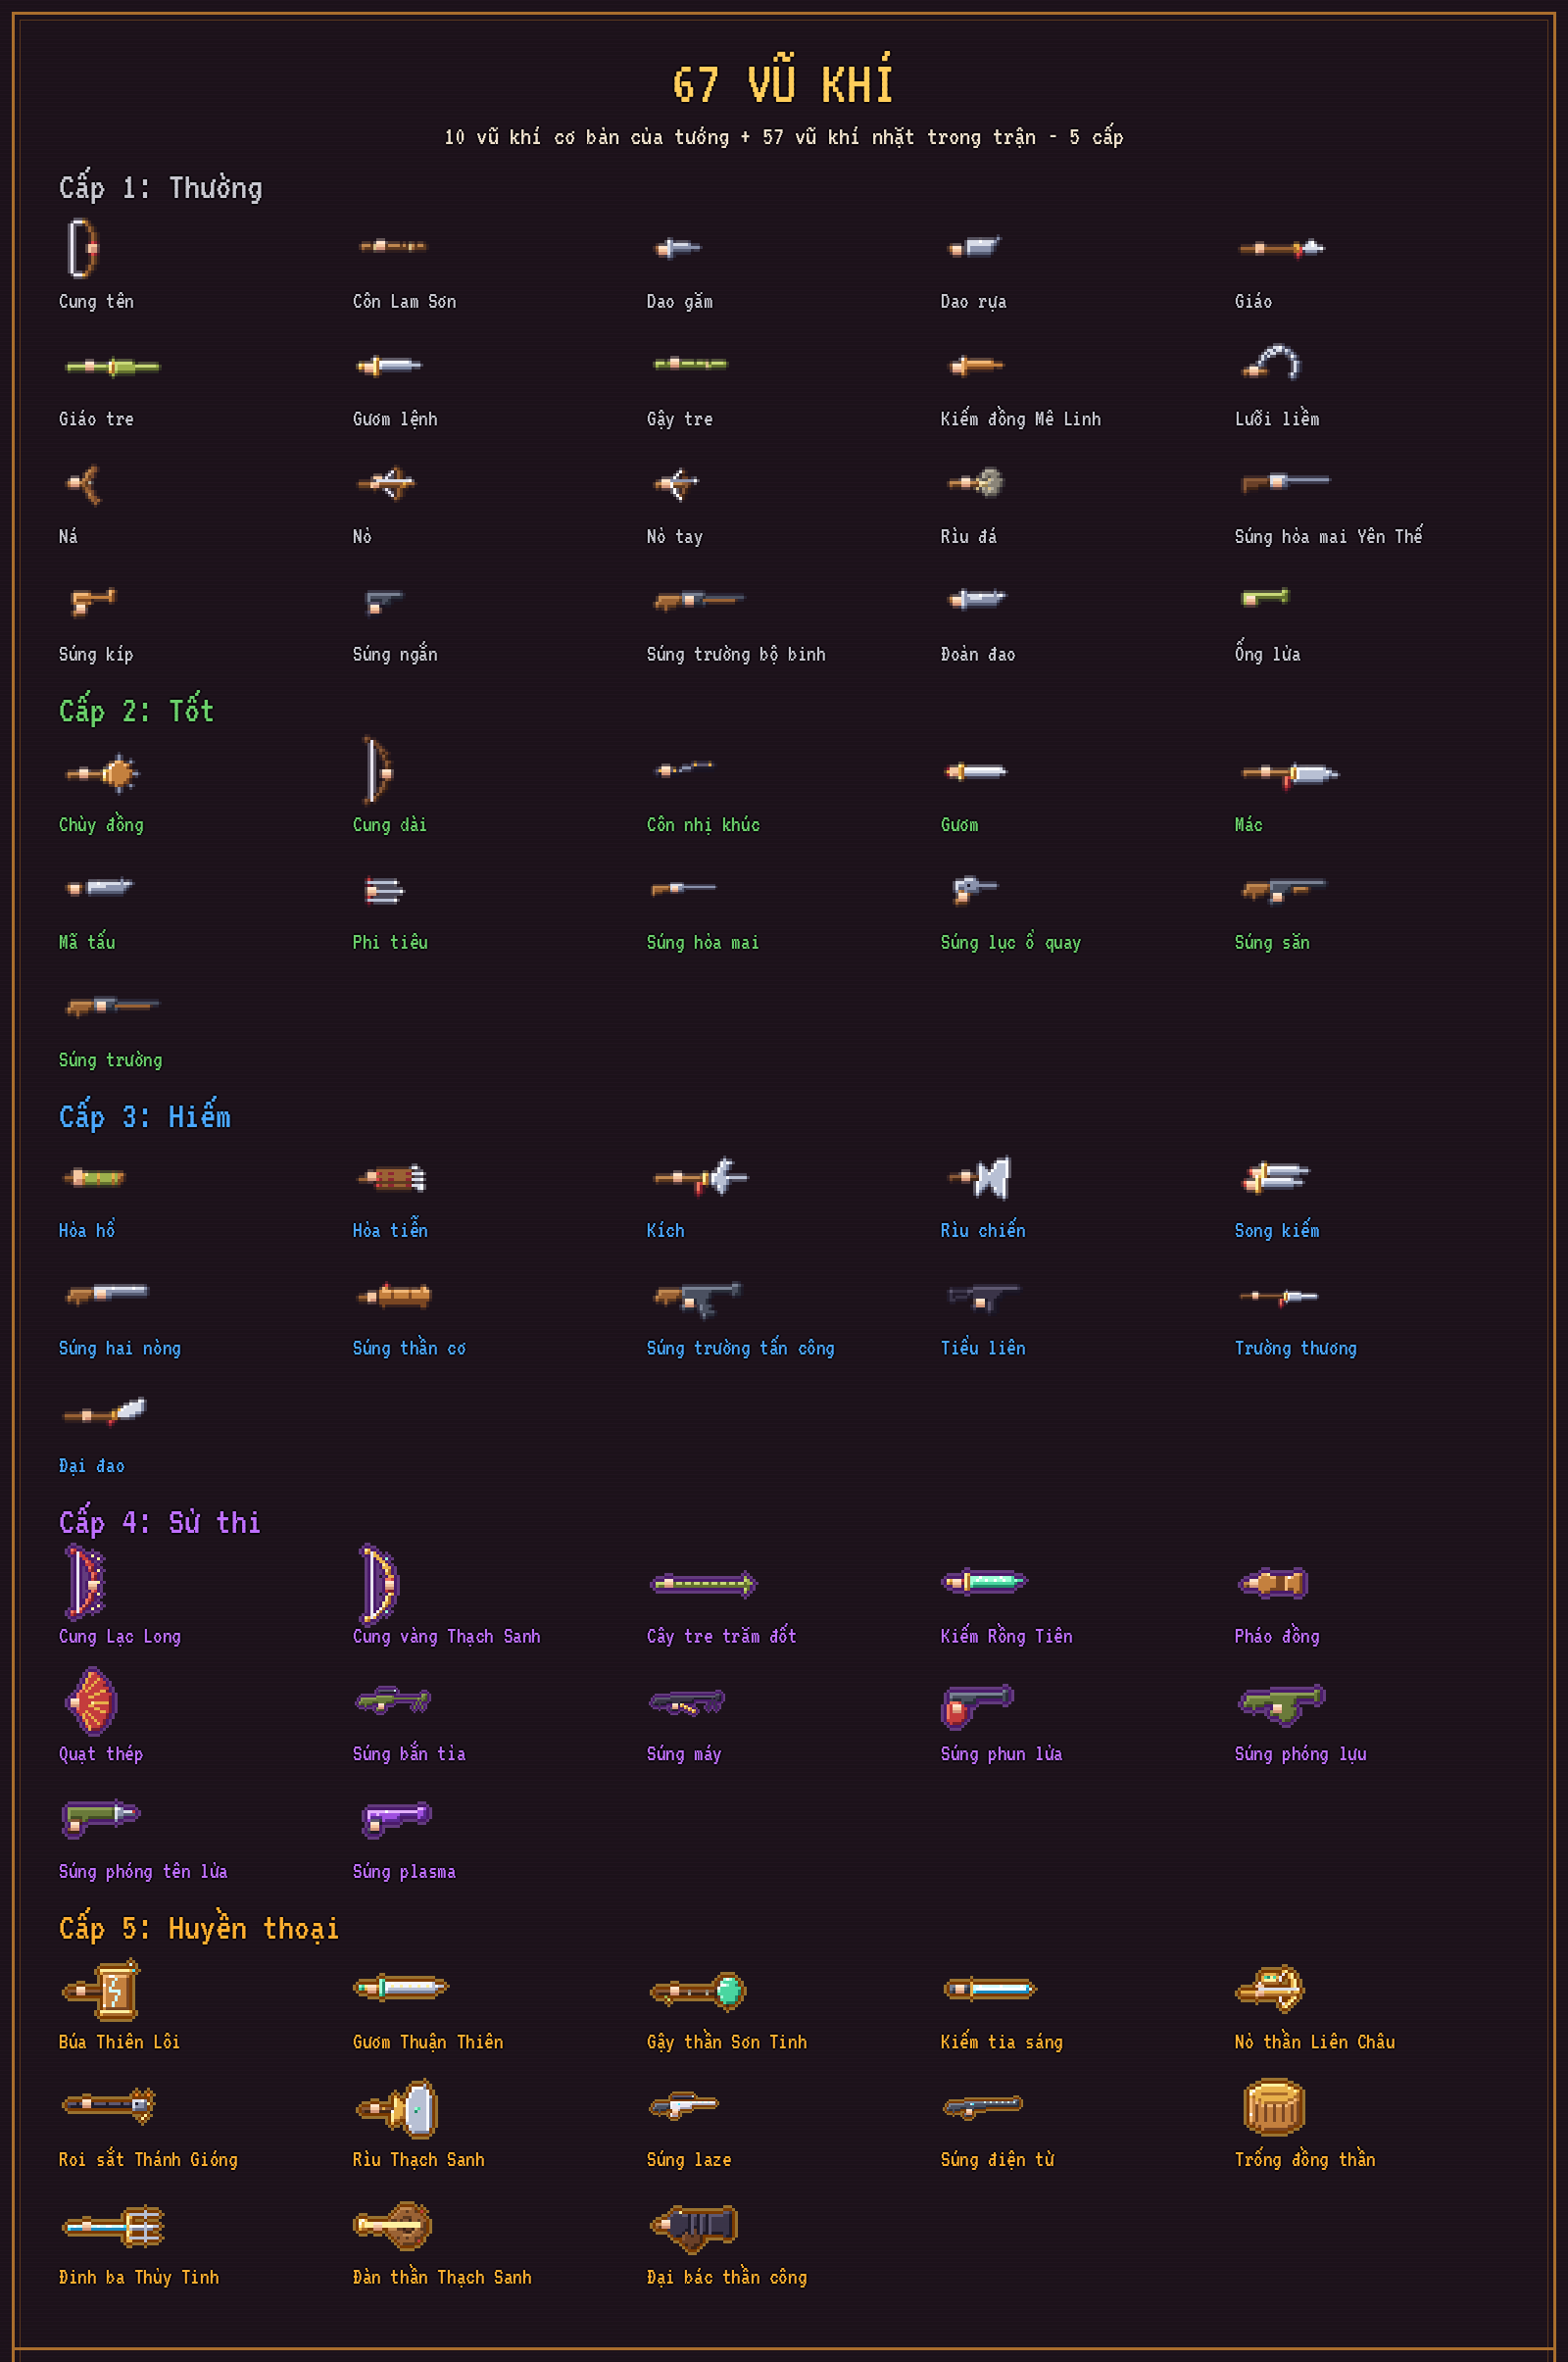 67 VŨ KHÍ
10 vũ khí cơ bản của tướng + 57 vũ khí nhặt trong trận - 5 cấp
Cấp 1: Thường
Cung tên Côn Lam Sơn Dao găm Dao rựa Giáo
Giáo tre Gươm lệnh Gậy tre Kiếm đồng Mê Linh Lưỡi liềm
Ná Nỏ Nỏ tay Rìu đá Súng hỏa mai Yên Thế
Súng kíp Súng ngắn Súng trường bộ binh Đoản đao Ống lửa
Cấp 2: Tốt
Chùy đồng Cung dài Côn nhị khúc Gươm Mác
Mã tấu Phi tiêu Súng hỏa mai Súng lục ổ quay Súng săn
Súng trường
Cấp 3: Hiếm
Hỏa hổ Hỏa tiễn Kích Rìu chiến Song kiếm
Súng hai nòng Súng thần cơ Súng trường tấn công Tiểu liên Trường thương
Đại đao
Cấp 4: Sử thi
Cung Lạc Long Cung vàng Thạch Sanh Cây tre trăm đốt Kiếm Rồng Tiên Pháo đồng
Quạt thép Súng bắn tỉa Súng máy Súng phun lửa Súng phóng lựu
Súng phóng tên lửa Súng plasma
Cấp 5: Huyền thoại
Búa Thiên Lôi Gươm Thuận Thiên Gậy thần Sơn Tinh Kiếm tia sáng Nỏ thần Liên Châu
Roi sắt Thánh Gióng Rìu Thạch Sanh Súng laze Súng điện từ Trống đồng thần
Đinh ba Thủy Tinh Đàn thần Thạch Sanh Đại bác thần công